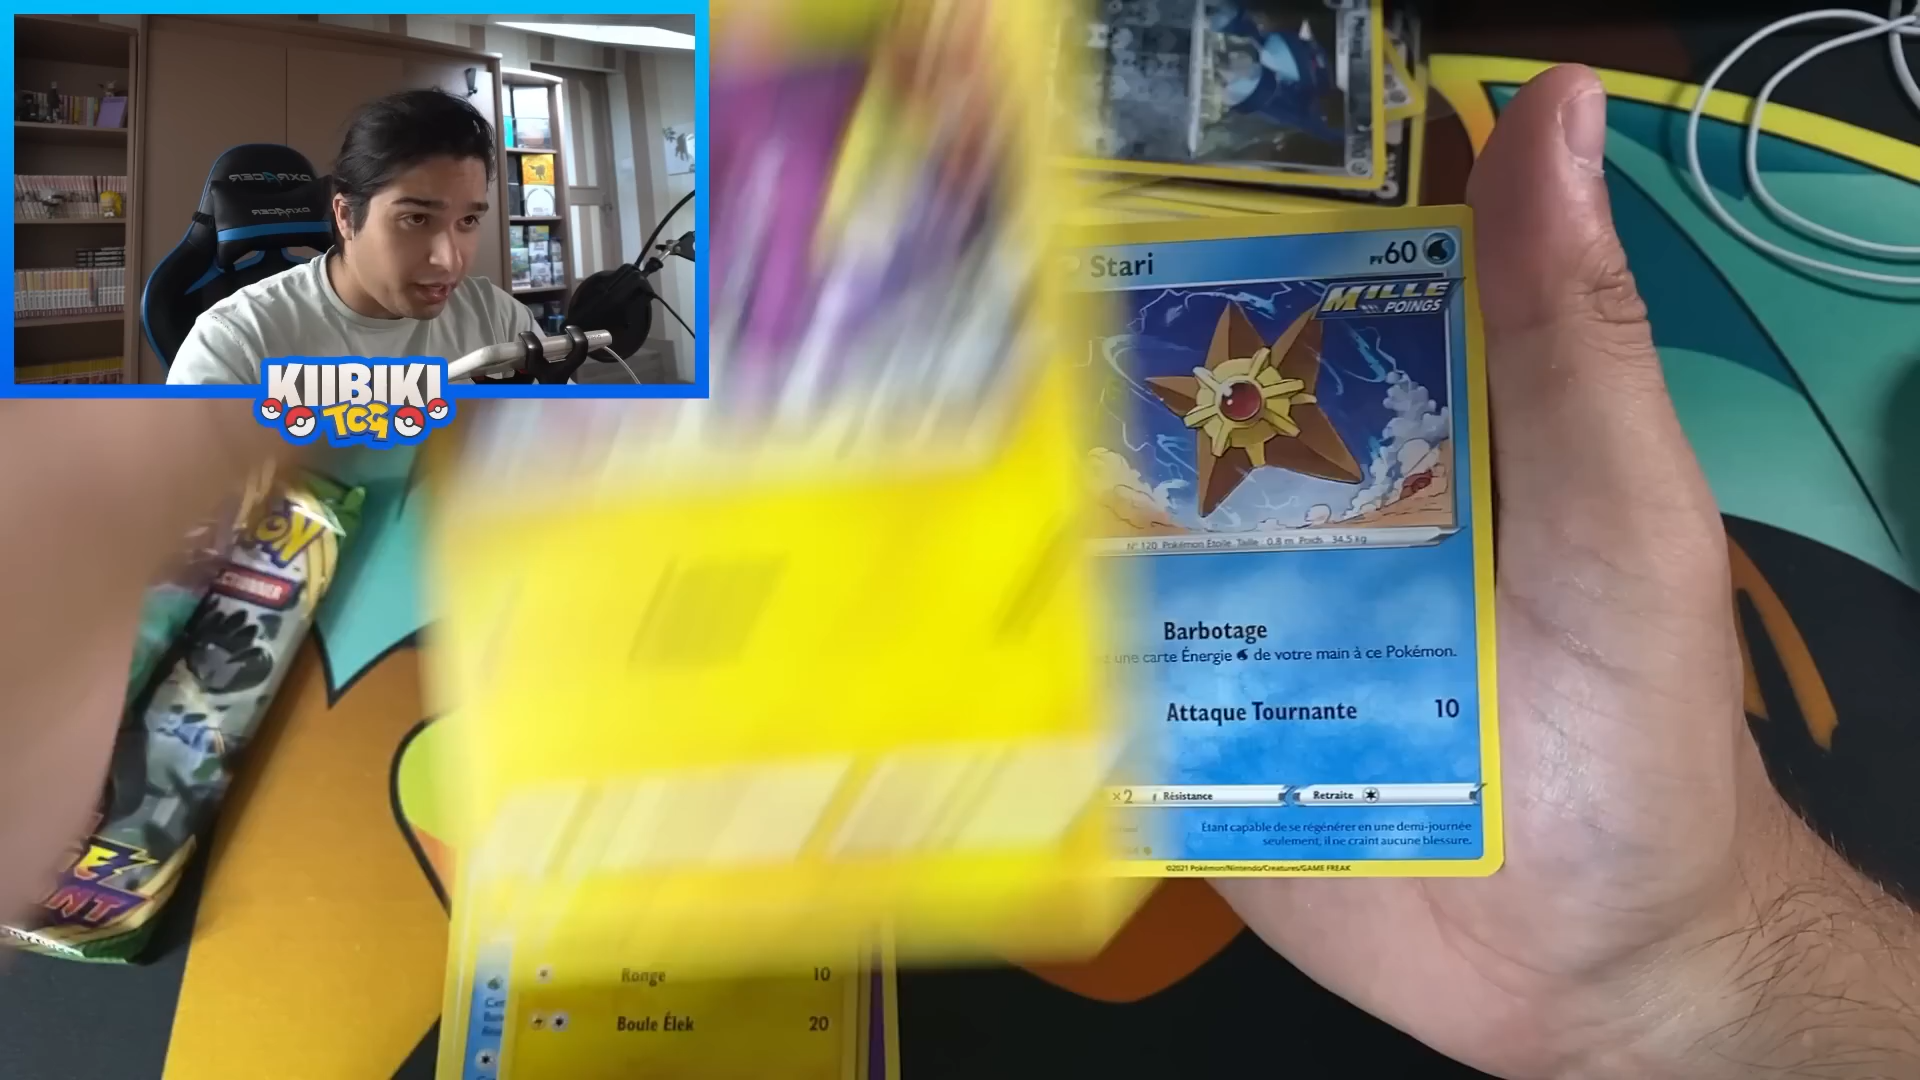 DXRACER
DXRACER
KIIBIKI
TCG
Stari
PV60
MILLE
POINGS
N° 120 Pokémon Étoile Taille : 0.8 m Poids : 34.5 kg
Barbotage
une carte Énergie de votre main à ce Pokémon.
Attaque Tournante 10
×2 Résistance Retraite
Étant capable de se régénérer en une demi-journée
seulement, il ne craint aucune blessure.
©2021 Pokémon/Nintendo/Creatures/GAME FREAK
Ronge 10
Boule Élek 20